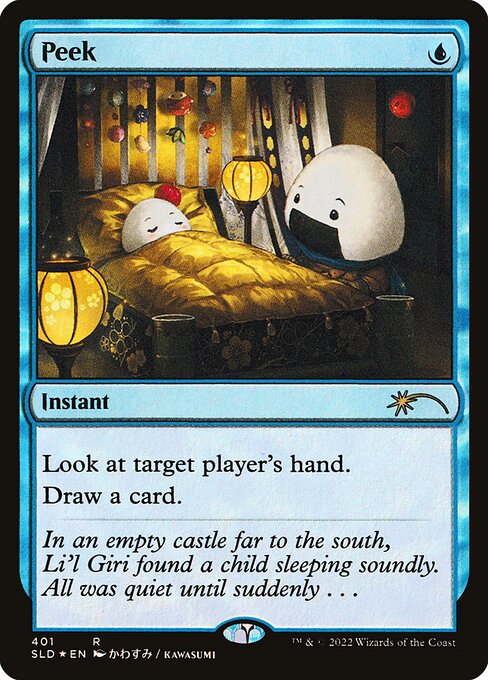 Peek
Instant
Look at target player's hand.
Draw a card.
In an empty castle far to the south,
Li'l Giri found a child sleeping soundly.
All was quiet until suddenly . . .
401 R
SLD ★ EN かわすみ / KAWASUMI
™ & © 2022 Wizards of the Coast